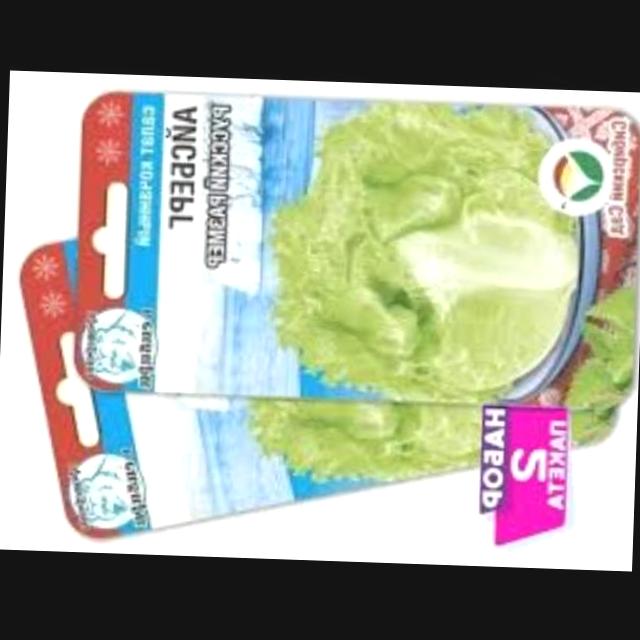 САЛАТ КОЧАННЫЙ
АЙСБЕРГ
РУССКИЙ РАЗМЕР
Сибирский сад
НАБОР
2
ПАКЕТА